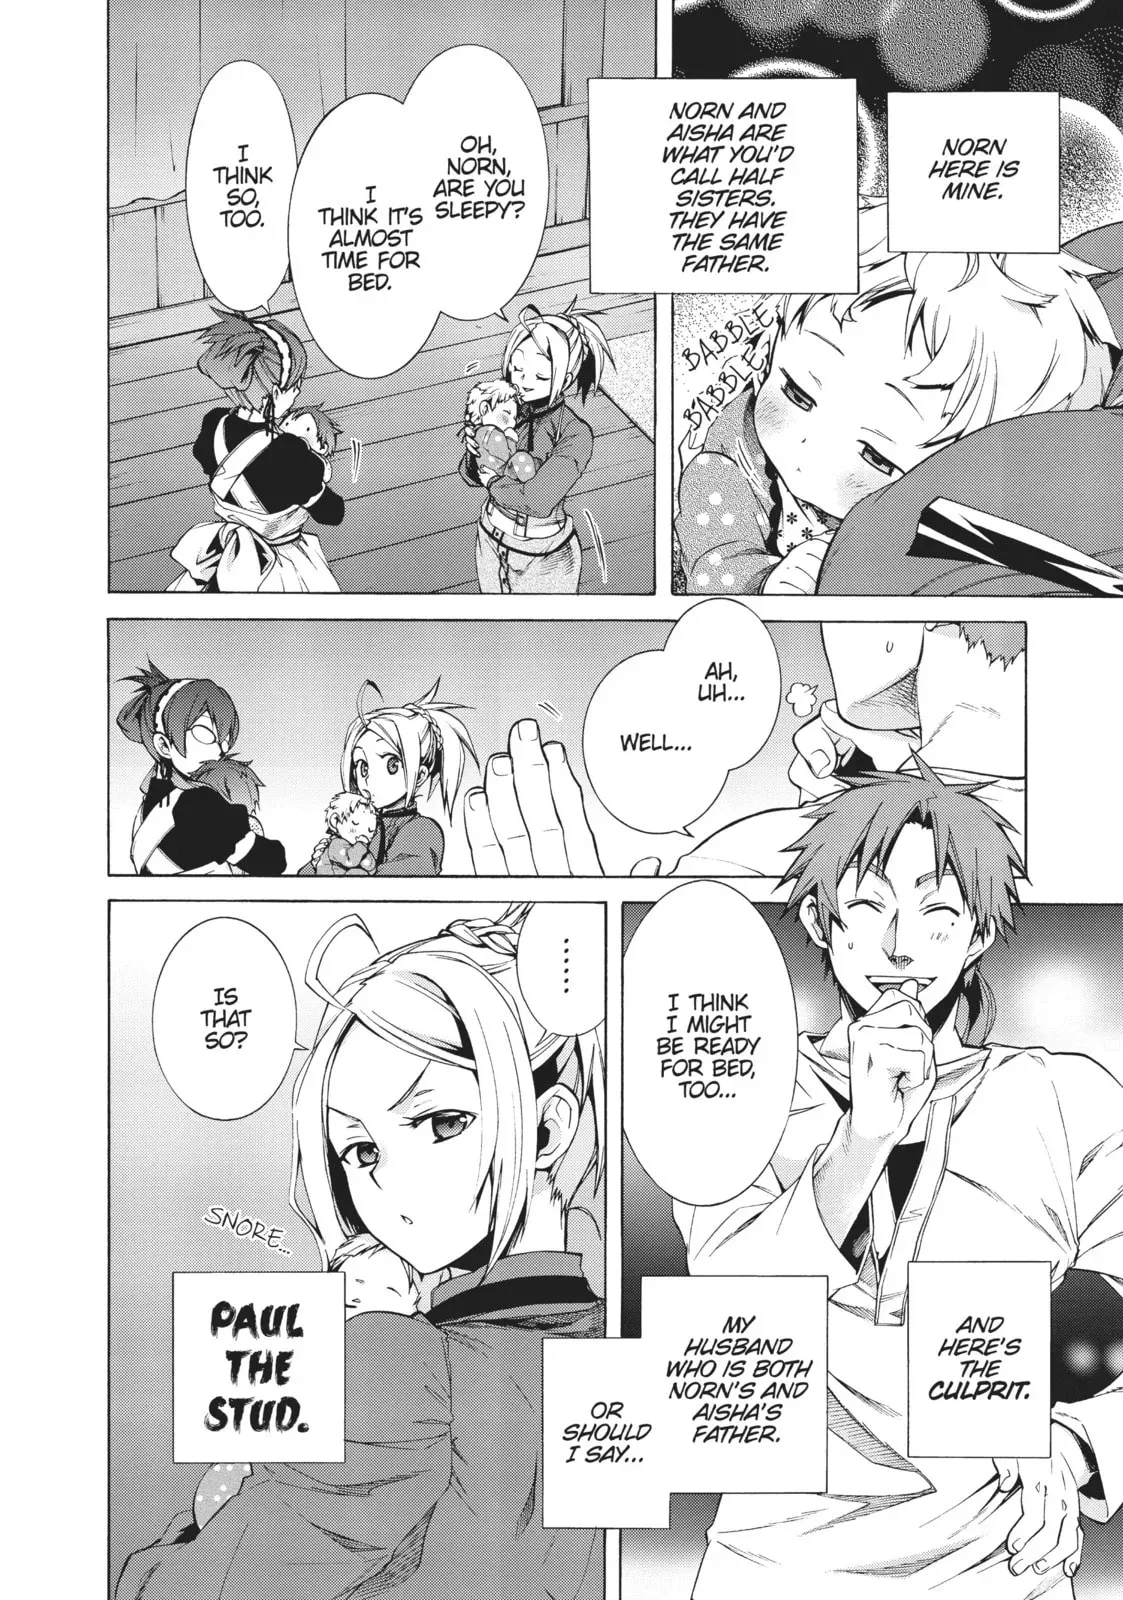 NORN
HERE IS
MINE.
NORN AND
AISHA ARE
WHAT YOU'D
CALL HALF
SISTERS.
THEY HAVE
THE SAME
FATHER.
BABBLE
BABBLE
OH,
NORN,
ARE YOU
SLEEPY?
I
THINK IT'S
ALMOST
TIME FOR
BED.
I
THINK
SO,
TOO.
AH,
UH...
WELL...
I THINK
I MIGHT
BE READY
FOR BED,
TOO...
AND
HERE'S
THE
CULPRIT.
MY
HUSBAND
WHO IS BOTH
NORN'S AND
AISHA'S
FATHER.
OR
SHOULD
I SAY...
......
IS
THAT
SO?
SNORE...
PAUL
THE
STUD.